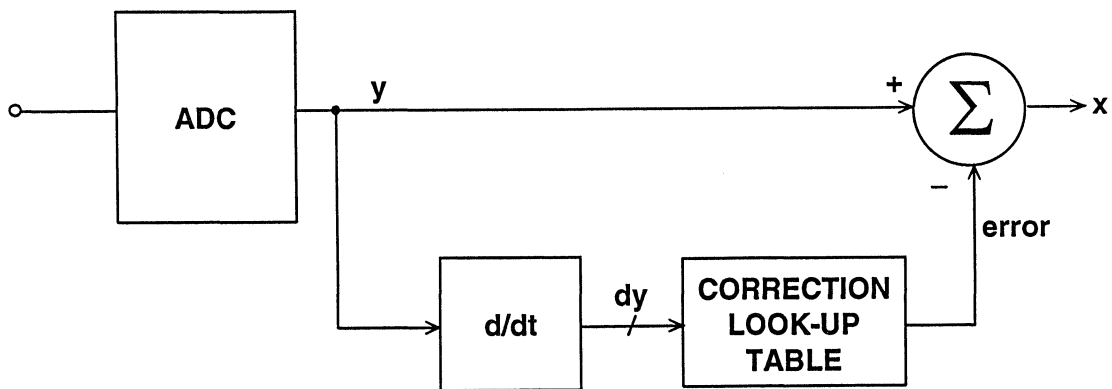 ADC
y
+
Σ
x
−
error
d/dt
dy
CORRECTION
LOOK-UP
TABLE